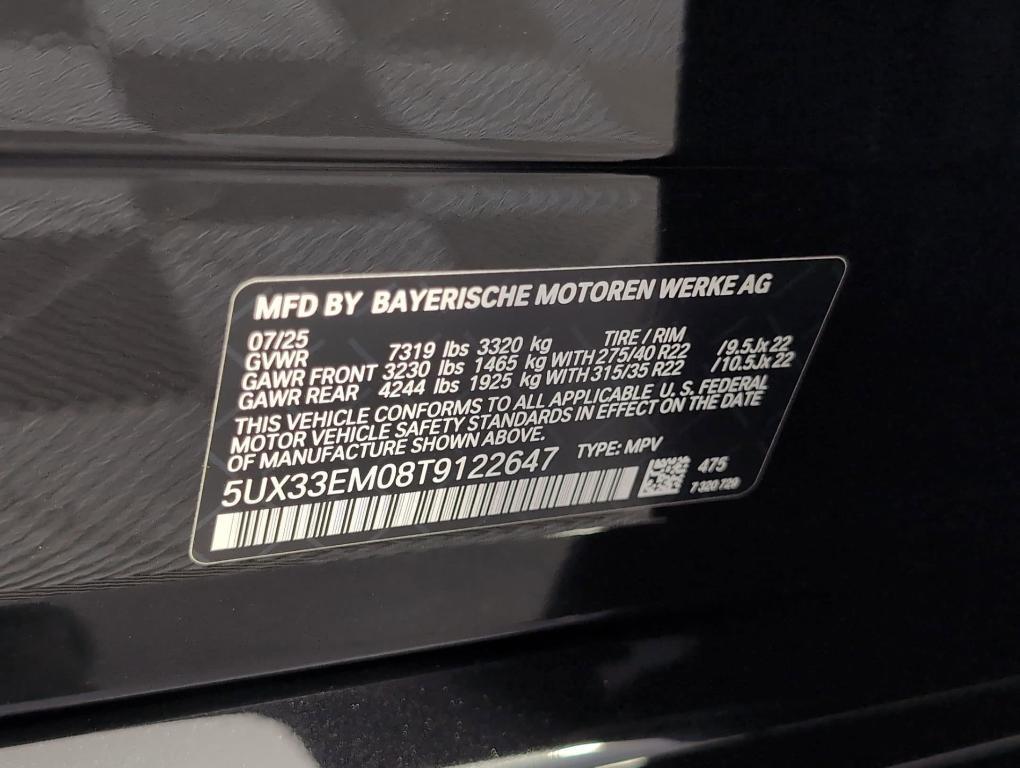 MFD BY BAYERISCHE MOTOREN WERKE AG
07/25 TIRE / RIM
GVWR 7319 lbs 3320 kg
GAWR FRONT 3230 lbs 1465 kg WITH 275/40 R22 /9.5Jx22
GAWR REAR 4244 lbs 1925 kg WITH 315/35 R22 /10.5Jx22
THIS VEHICLE CONFORMS TO ALL APPLICABLE U.S. FEDERAL
MOTOR VEHICLE SAFETY STANDARDS IN EFFECT ON THE DATE
OF MANUFACTURE SHOWN ABOVE.
5UX33EM08T9122647 TYPE: MPV
475
7 320 729